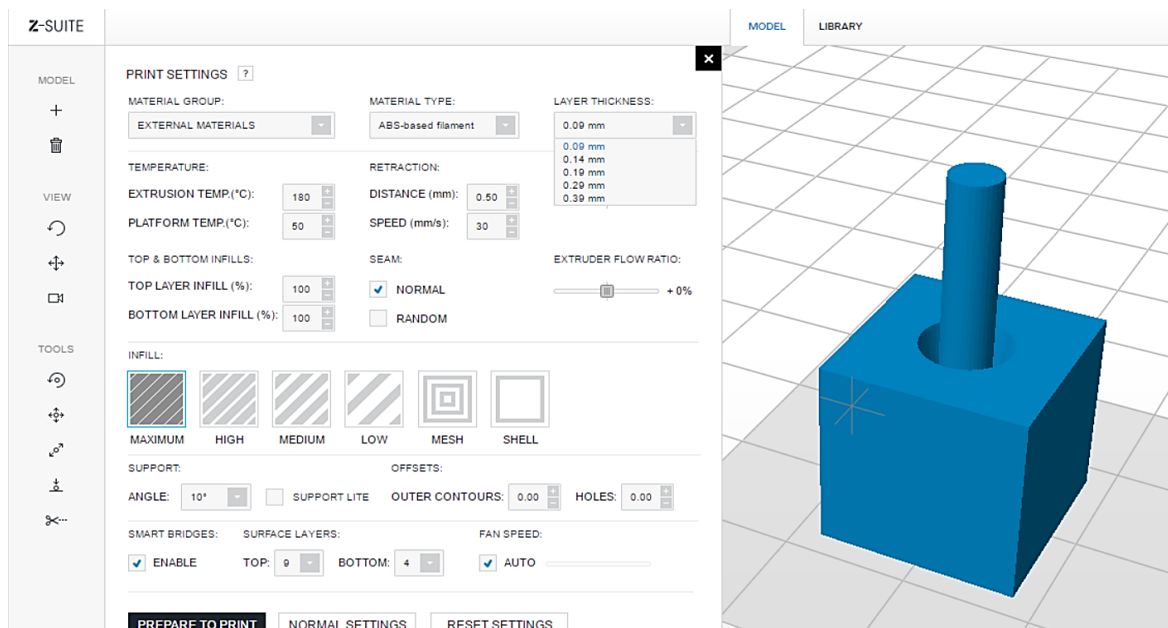 Z-SUITE
MODEL LIBRARY
MODEL
VIEW
TOOLS
PRINT SETTINGS ?
MATERIAL GROUP: MATERIAL TYPE: LAYER THICKNESS:
EXTERNAL MATERIALS ABS-based filament 0.09 mm
0.09 mm
0.14 mm
0.19 mm
0.29 mm
0.39 mm
TEMPERATURE: RETRACTION:
EXTRUSION TEMP.(°C): 180 DISTANCE (mm): 0.50
PLATFORM TEMP.(°C): 50 SPEED (mm/s): 30
TOP & BOTTOM INFILLS: SEAM: EXTRUDER FLOW RATIO:
TOP LAYER INFILL (%): 100 NORMAL + 0%
BOTTOM LAYER INFILL (%): 100 RANDOM
INFILL:
MAXIMUM HIGH MEDIUM LOW MESH SHELL
SUPPORT: OFFSETS:
ANGLE: 10° SUPPORT LITE OUTER CONTOURS: 0.00 HOLES: 0.00
SMART BRIDGES: SURFACE LAYERS: FAN SPEED:
ENABLE TOP: 9 BOTTOM: 4 AUTO
PREPARE TO PRINT NORMAL SETTINGS RESET SETTINGS